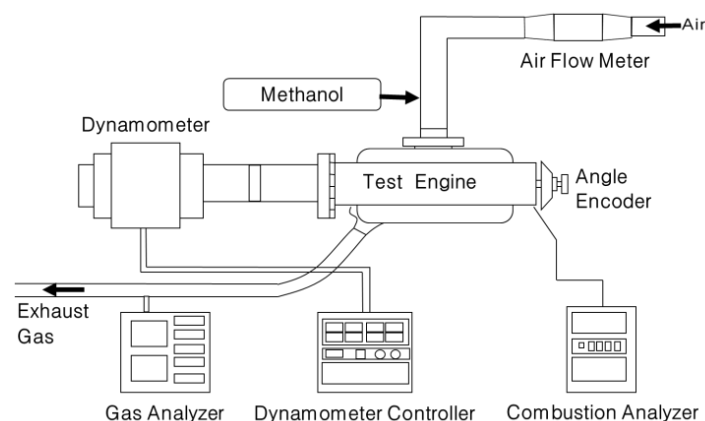 Air
Air Flow Meter
Methanol
Dynamometer
Test Engine
Angle
Encoder
Exhaust
Gas
Gas Analyzer
Dynamometer Controller
Combustion Analyzer